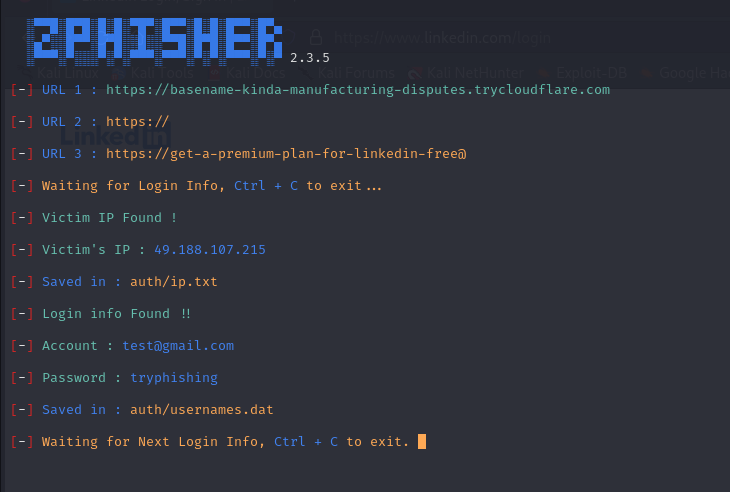 https://www.linkedin.com/login
ZPHISHER 2.3.5
Kali Linux Kali Tools Kali Docs Kali Forums Kali NetHunter Exploit-DB Google Ha
[-] URL 1 : https://basename-kinda-manufacturing-disputes.trycloudflare.com
[-] URL 2 : https://
LinkedIn
[-] URL 3 : https://get-a-premium-plan-for-linkedin-free@
[-] Waiting for Login Info, Ctrl + C to exit...
[-] Victim IP Found !
[-] Victim's IP : 49.188.107.215
[-] Saved in : auth/ip.txt
[-] Login info Found !!
[-] Account : test@gmail.com
[-] Password : tryphishing
[-] Saved in : auth/usernames.dat
[-] Waiting for Next Login Info, Ctrl + C to exit.